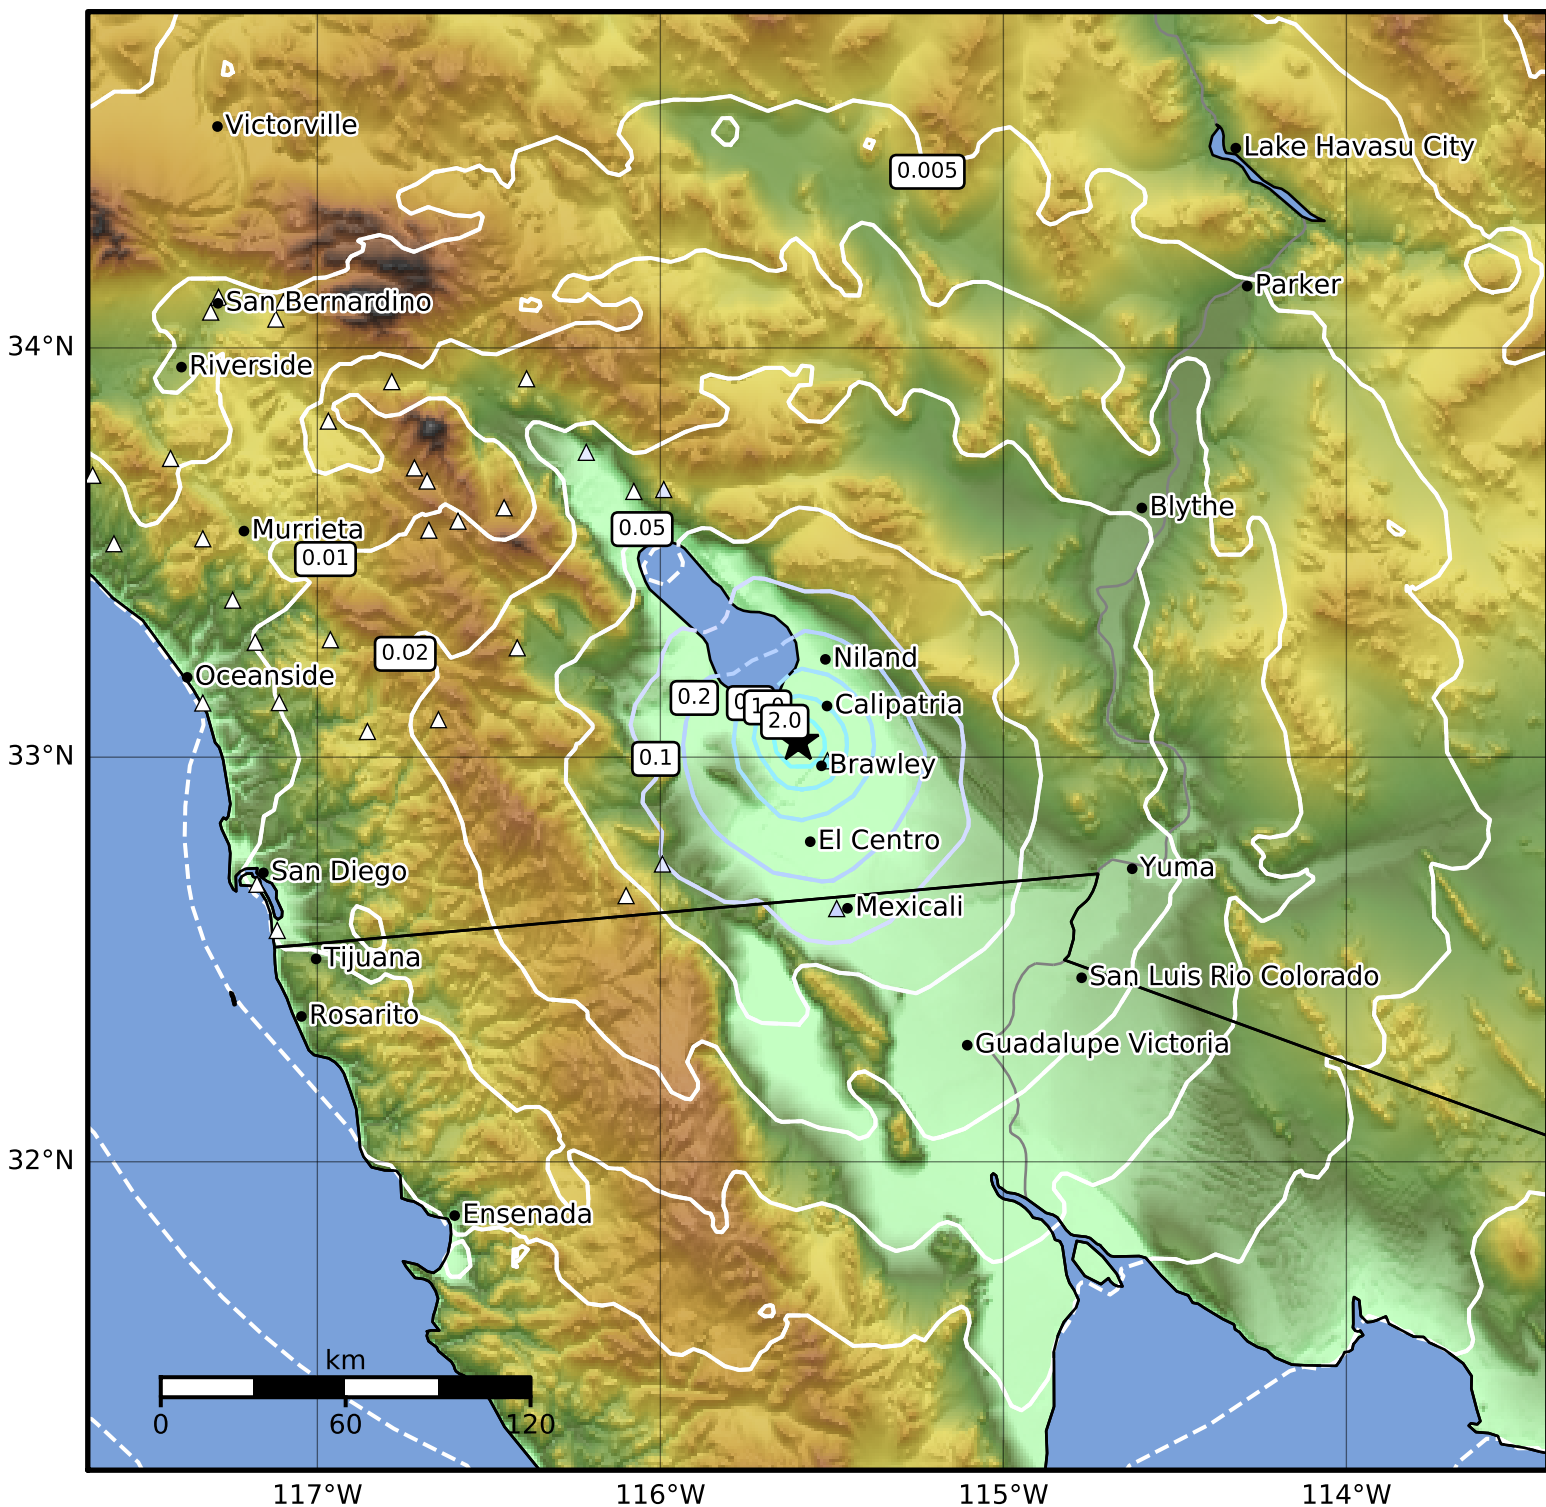 Victorville
Lake Havasu City
0.005
Parker
San Bernardino
34°N
Riverside
Blythe
Murrieta
0.05
0.01
0.02
Niland
Oceanside
0.2
1.0
Calipatria
2.0
33°N
0.1
Brawley
El Centro
San Diego
Yuma
Mexicali
Tijuana
San Luis Rio Colorado
Rosarito
Guadalupe Victoria
32°N
Ensenada
km
0 60 120
117°W 116°W 115°W 114°W